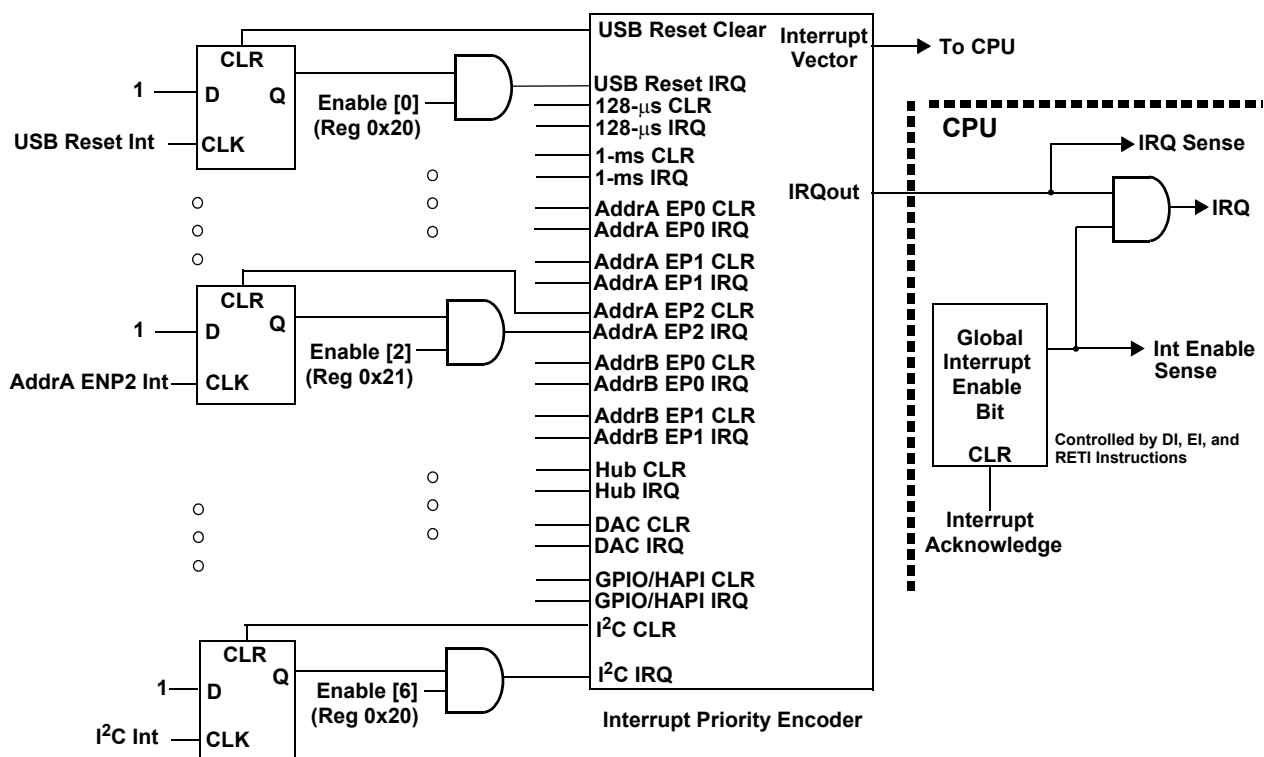 CLR
1
D
Q
USB Reset Int
CLK
Enable [0]
(Reg 0x20)
CLR
1
D
Q
AddrA ENP2 Int
CLK
Enable [2]
(Reg 0x21)
CLR
1
D
Q
I2C Int
CLK
Enable [6]
(Reg 0x20)
USB Reset Clear
USB Reset IRQ
128-μs CLR
128-μs IRQ
1-ms CLR
1-ms IRQ
AddrA EP0 CLR
AddrA EP0 IRQ
AddrA EP1 CLR
AddrA EP1 IRQ
AddrA EP2 CLR
AddrA EP2 IRQ
AddrB EP0 CLR
AddrB EP0 IRQ
AddrB EP1 CLR
AddrB EP1 IRQ
Hub CLR
Hub IRQ
DAC CLR
DAC IRQ
GPIO/HAPI CLR
GPIO/HAPI IRQ
I2C CLR
I2C IRQ
Interrupt
Vector
IRQout
Interrupt Priority Encoder
To CPU
CPU
IRQ Sense
IRQ
Global
Interrupt
Enable
Bit
CLR
Int Enable
Sense
Controlled by DI, EI, and
RETI Instructions
Interrupt
Acknowledge